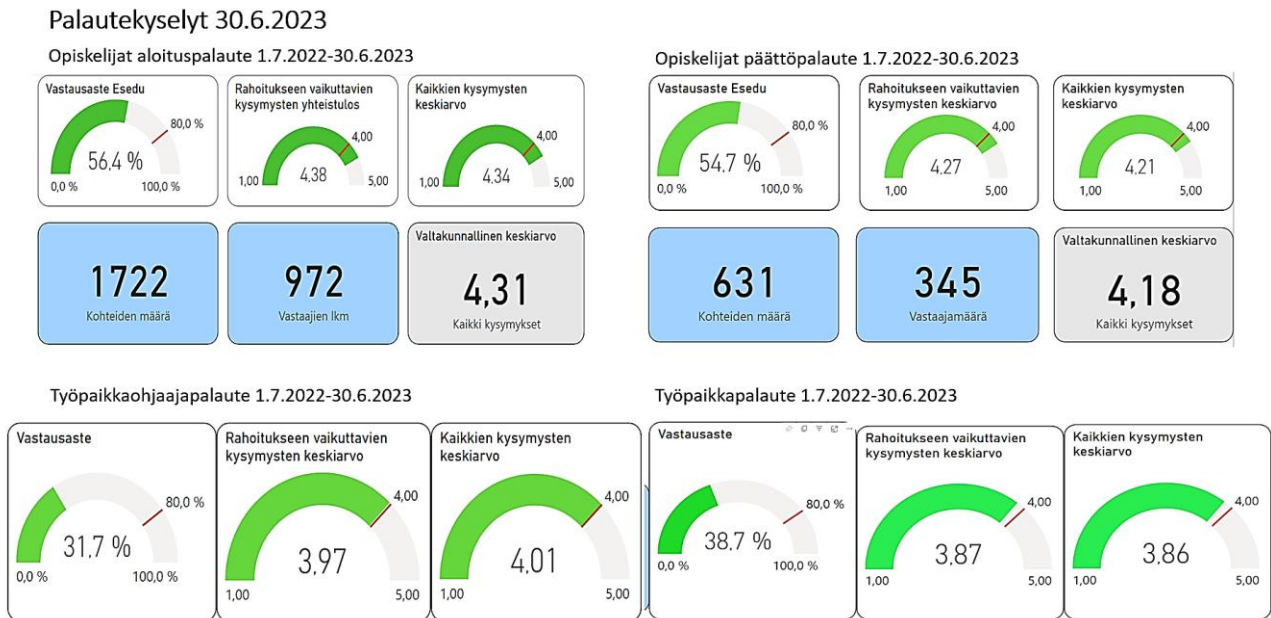 Palautekyselyt 30.6.2023
Opiskelijat aloituspalaute 1.7.2022-30.6.2023
Vastausaste Esedu
80,0 %
56,4 %
0,0 %
100,0 %
Rahoitukseen vaikuttavien
kysymysten yhteistulos
4,00
4,38
1,00
5,00
Kaikkien kysymysten
keskiarvo
4,00
4,34
1,00
5,00
1722
Kohteiden määrä
972
Vastaajien lkm
Valtakunnallinen keskiarvo
4,31
Kaikki kysymykset
Opiskelijat päättöpalaute 1.7.2022-30.6.2023
Vastausaste Esedu
80,0 %
54,7 %
0,0 %
100,0 %
Rahoitukseen vaikuttavien
kysymysten keskiarvo
4,00
4,27
1,00
5,00
Kaikkien kysymysten
keskiarvo
4,00
4,21
1,00
5,00
631
Kohteiden määrä
345
Vastaajamäärä
Valtakunnallinen keskiarvo
4,18
Kaikki kysymykset
Työpaikkaohjaajapalaute 1.7.2022-30.6.2023
Vastausaste
80,0 %
31,7 %
0,0 %
100,0 %
Rahoitukseen vaikuttavien
kysymysten keskiarvo
4,00
3,97
1,00
5,00
Kaikkien kysymysten
keskiarvo
4,00
4,01
1,00
5,00
Työpaikkapalaute 1.7.2022-30.6.2023
Vastausaste
80,0 %
38,7 %
0,0 %
100,0 %
Rahoitukseen vaikuttavien
kysymysten keskiarvo
4,00
3,87
1,00
5,00
Kaikkien kysymysten
keskiarvo
4,00
3,86
1,00
5,00